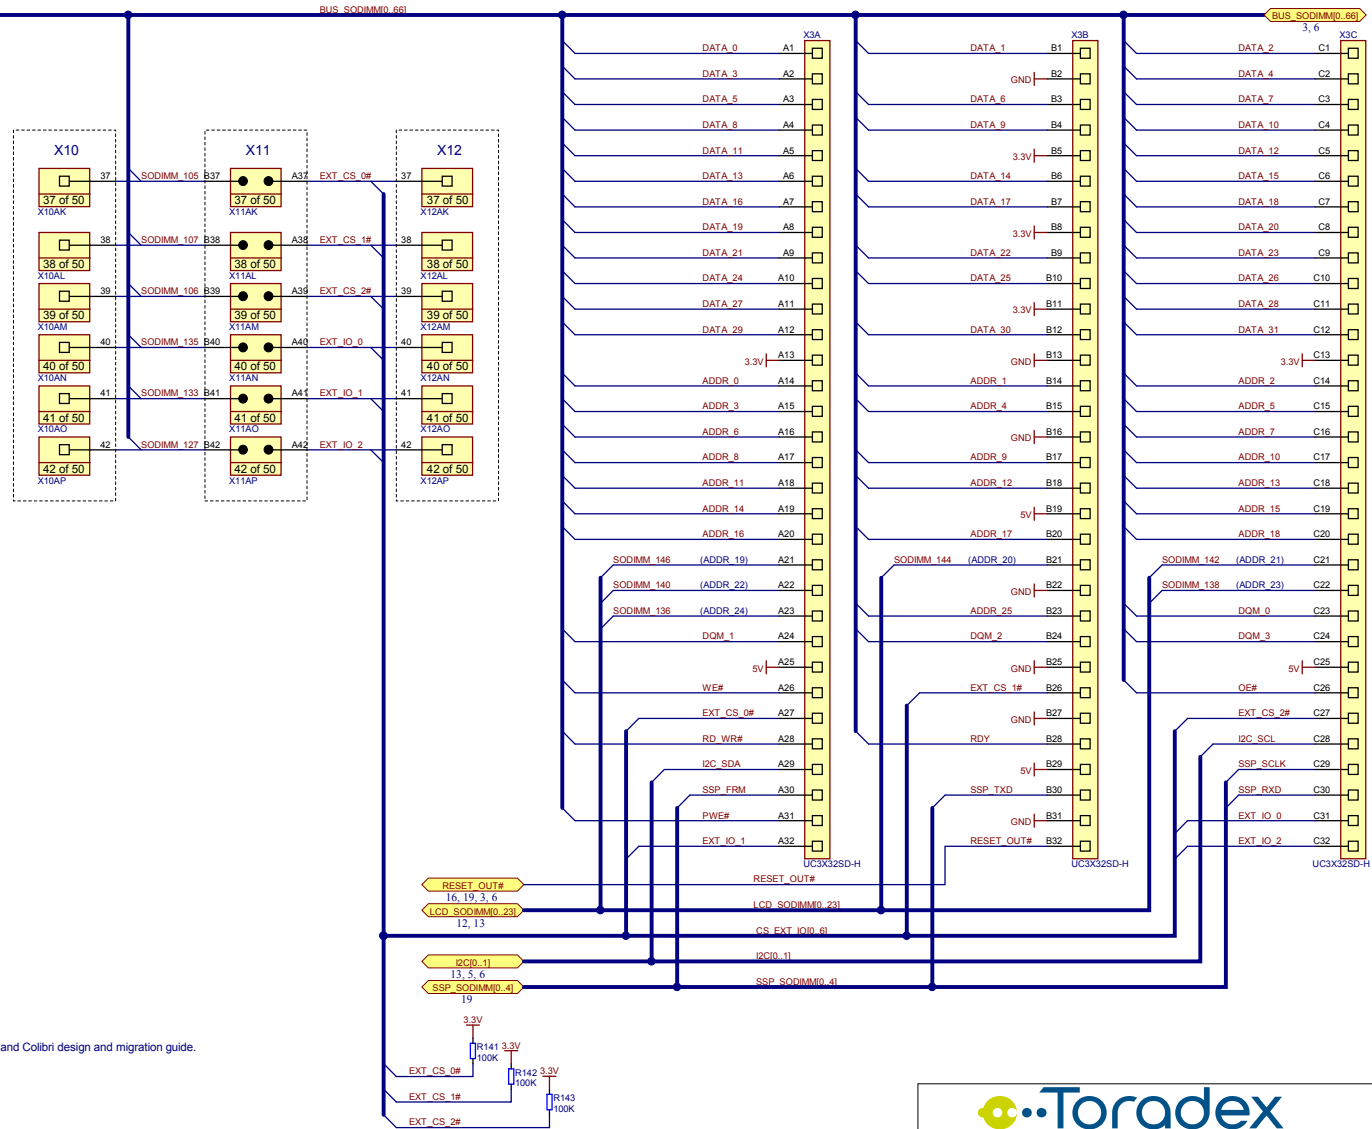 BUS_SODIMM[0..66]
BUS_SODIMM[0..66]
3, 6
X10
37
37 of 50
X10AK
38
38 of 50
X10AL
39
39 of 50
X10AM
40
40 of 50
X10AN
41
41 of 50
X10AO
42
42 of 50
X10AP
SODIMM_105
SODIMM_107
SODIMM_106
SODIMM_135
SODIMM_133
SODIMM_127
X11
B37 A37
37 of 50
X11AK
B38 A38
38 of 50
X11AL
B39 A39
39 of 50
X11AM
B40 A40
40 of 50
X11AN
B41 A41
41 of 50
X11AO
B42 A42
42 of 50
X11AP
EXT_CS_0#
EXT_CS_1#
EXT_CS_2#
EXT_IO_0
EXT_IO_1
EXT_IO_2
X12
37
37 of 50
X12AK
38
38 of 50
X12AL
39
39 of 50
X12AM
40
40 of 50
X12AN
41
41 of 50
X12AO
42
42 of 50
X12AP
X3A
DATA_0 A1
DATA_3 A2
DATA_5 A3
DATA_8 A4
DATA_11 A5
DATA_13 A6
DATA_16 A7
DATA_19 A8
DATA_21 A9
DATA_24 A10
DATA_27 A11
DATA_29 A12
3.3V A13
ADDR_0 A14
ADDR_3 A15
ADDR_6 A16
ADDR_8 A17
ADDR_11 A18
ADDR_14 A19
ADDR_16 A20
SODIMM_146 (ADDR_19) A21
SODIMM_140 (ADDR_22) A22
SODIMM_136 (ADDR_24) A23
DQM_1 A24
5V A25
WE# A26
EXT_CS_0# A27
RD_WR# A28
I2C_SDA A29
SSP_FRM A30
PWE# A31
EXT_IO_1 A32
UC3X32SD-H
X3B
DATA_1 B1
GND B2
DATA_6 B3
DATA_9 B4
3.3V B5
DATA_14 B6
DATA_17 B7
3.3V B8
DATA_22 B9
DATA_25 B10
3.3V B11
DATA_30 B12
GND B13
ADDR_1 B14
ADDR_4 B15
GND B16
ADDR_9 B17
ADDR_12 B18
5V B19
ADDR_17 B20
SODIMM_144 (ADDR_20) B21
GND B22
ADDR_25 B23
DQM_2 B24
GND B25
EXT_CS_1# B26
GND B27
RDY B28
5V B29
SSP_TXD B30
GND B31
RESET_OUT# B32
UC3X32SD-H
X3C
DATA_2 C1
DATA_4 C2
DATA_7 C3
DATA_10 C4
DATA_12 C5
DATA_15 C6
DATA_18 C7
DATA_20 C8
DATA_23 C9
DATA_26 C10
DATA_28 C11
DATA_31 C12
3.3V C13
ADDR_2 C14
ADDR_5 C15
ADDR_7 C16
ADDR_10 C17
ADDR_13 C18
ADDR_15 C19
ADDR_18 C20
SODIMM_142 (ADDR_21) C21
SODIMM_138 (ADDR_23) C22
DQM_0 C23
DQM_3 C24
5V C25
OE# C26
EXT_CS_2# C27
I2C_SCL C28
SSP_SCLK C29
SSP_RXD C30
EXT_IO_0 C31
EXT_IO_2 C32
UC3X32SD-H
RESET_OUT# RESET_OUT#
16, 19, 3, 6
LCD_SODIMM[0..23] LCD_SODIMM[0..23]
12, 13
CS_EXT_IO[0..6]
I2C[0..1] I2C[0..1]
13, 5, 6
SSP_SODIMM[0..4] SSP_SODIMM[0..4]
19
and Colibri design and migration guide.
3.3V
R141
100K
EXT_CS_0#
3.3V
R142
100K
EXT_CS_1#
3.3V
R143
100K
EXT_CS_2#
Toradex